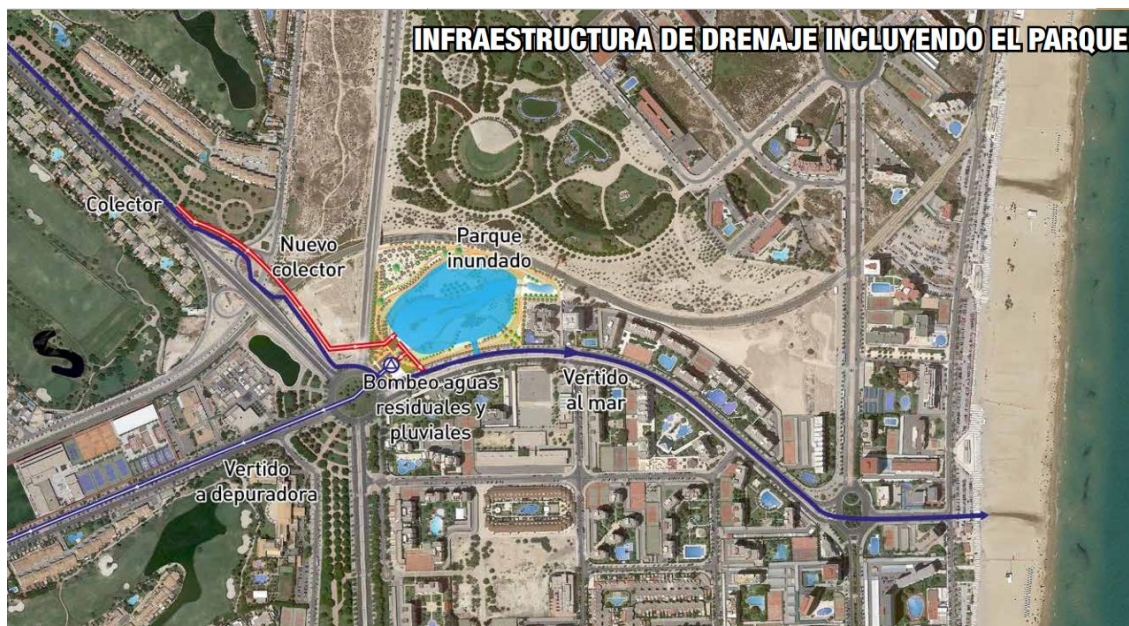 INFRAESTRUCTURA DE DRENAJE INCLUYENDO EL PARQUE
Colector
Nuevo
colector
Parque
inundado
Bombeo aguas
residuales y
pluviales
Vertido
al mar
Vertido
a depuradora